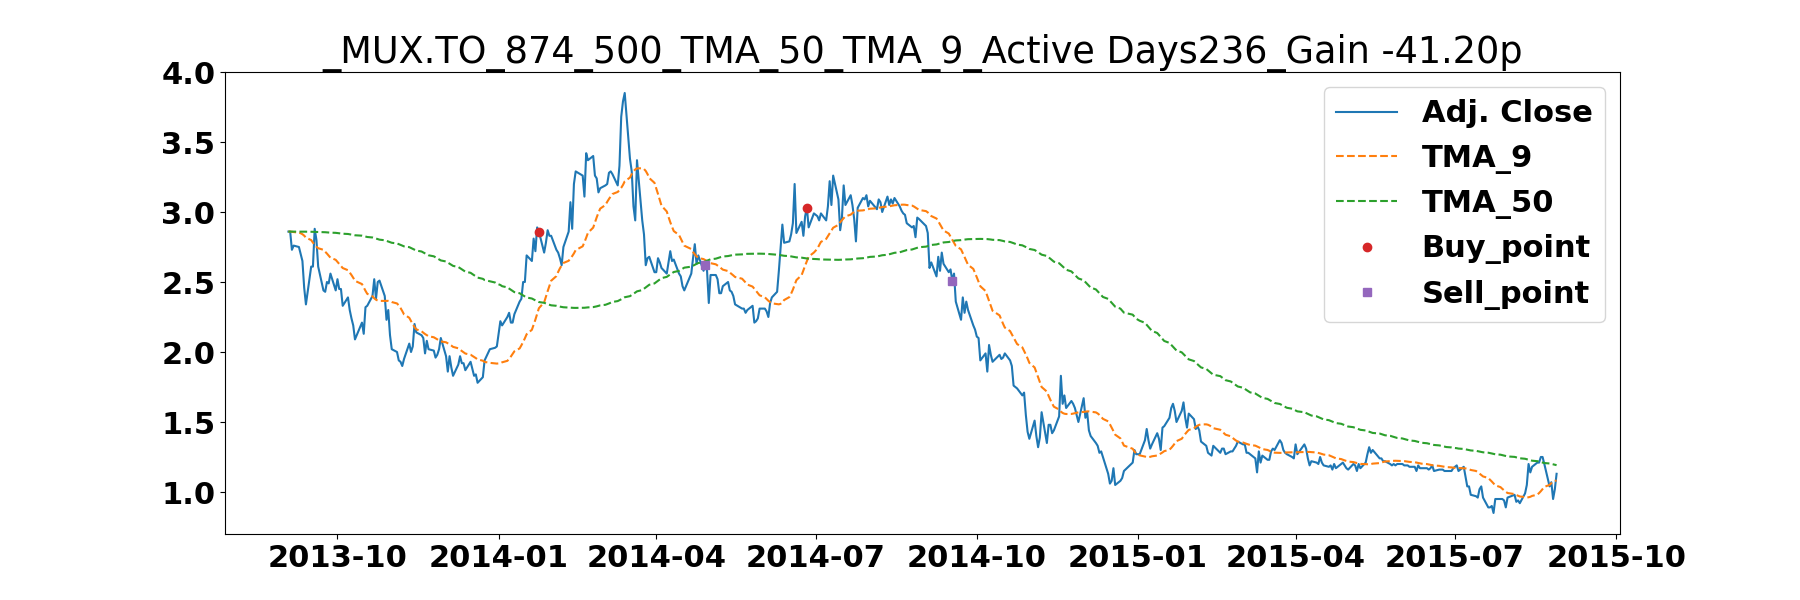 _MUX.TO_874_500_TMA_50_TMA_9_Active Days236_Gain -41.20p
4.0
3.5
3.0
2.5
2.0
1.5
1.0
Adj. Close
TMA_9
TMA_50
Buy_point
Sell_point
2013-10 2014-01 2014-04 2014-07 2014-10 2015-01 2015-04 2015-07 2015-10